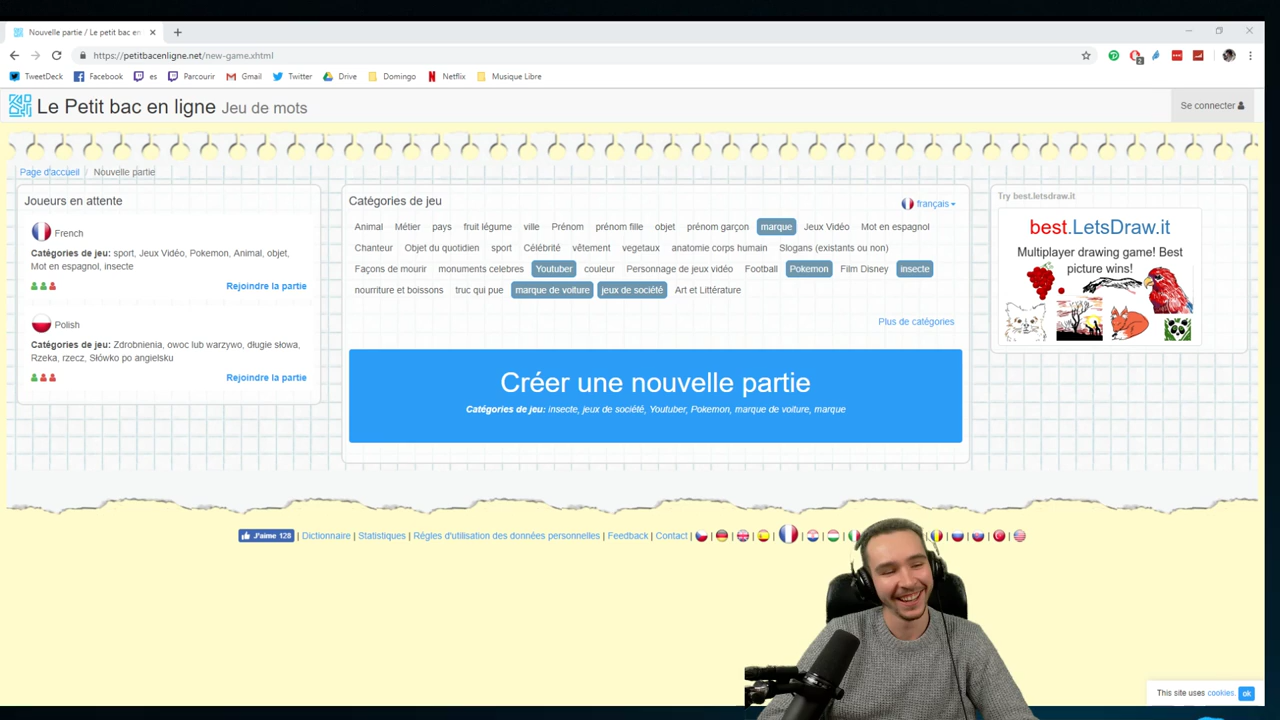 Nouvelle partie / Le petit bac en
https://petitbacenligne.net/new-game.xhtml
2
TweetDeck Facebook es Parcourir Gmail Twitter Drive Domingo Netflix Musique Libre
Le Petit bac en ligne Jeu de mots
Se connecter
Page d'accueil / Nouvelle partie
Joueurs en attente
French
Catégories de jeu: sport, Jeux Vidéo, Pokemon, Animal, objet,
Mot en espagnol, insecte
Rejoindre la partie
Polish
Catégories de jeu: Zdrobnienia, owoc lub warzywo, długie słowa,
Rzeka, rzecz, Słówko po angielsku
Rejoindre la partie
Catégories de jeu
français
Animal Métier pays fruit légume ville Prénom prénom fille objet prénom garçon marque Jeux Vidéo Mot en espagnol
Chanteur Objet du quotidien sport Célébrité vêtement vegetaux anatomie corps humain Slogans (existants ou non)
Façons de mourir monuments celebres Youtuber couleur Personnage de jeux vidéo Football Pokemon Film Disney insecte
nourriture et boissons truc qui pue marque de voiture jeux de société Art et Littérature
Plus de catégories
Créer une nouvelle partie
Catégories de jeu: insecte, jeux de société, Youtuber, Pokemon, marque de voiture, marque
Try best.letsdraw.it
best.LetsDraw.it
Multiplayer drawing game! Best
picture wins!
J'aime 128 | Dictionnaire | Statistiques | Régles d'utilisation des données personnelles | Feedback | Contact |
This site uses cookies. ok